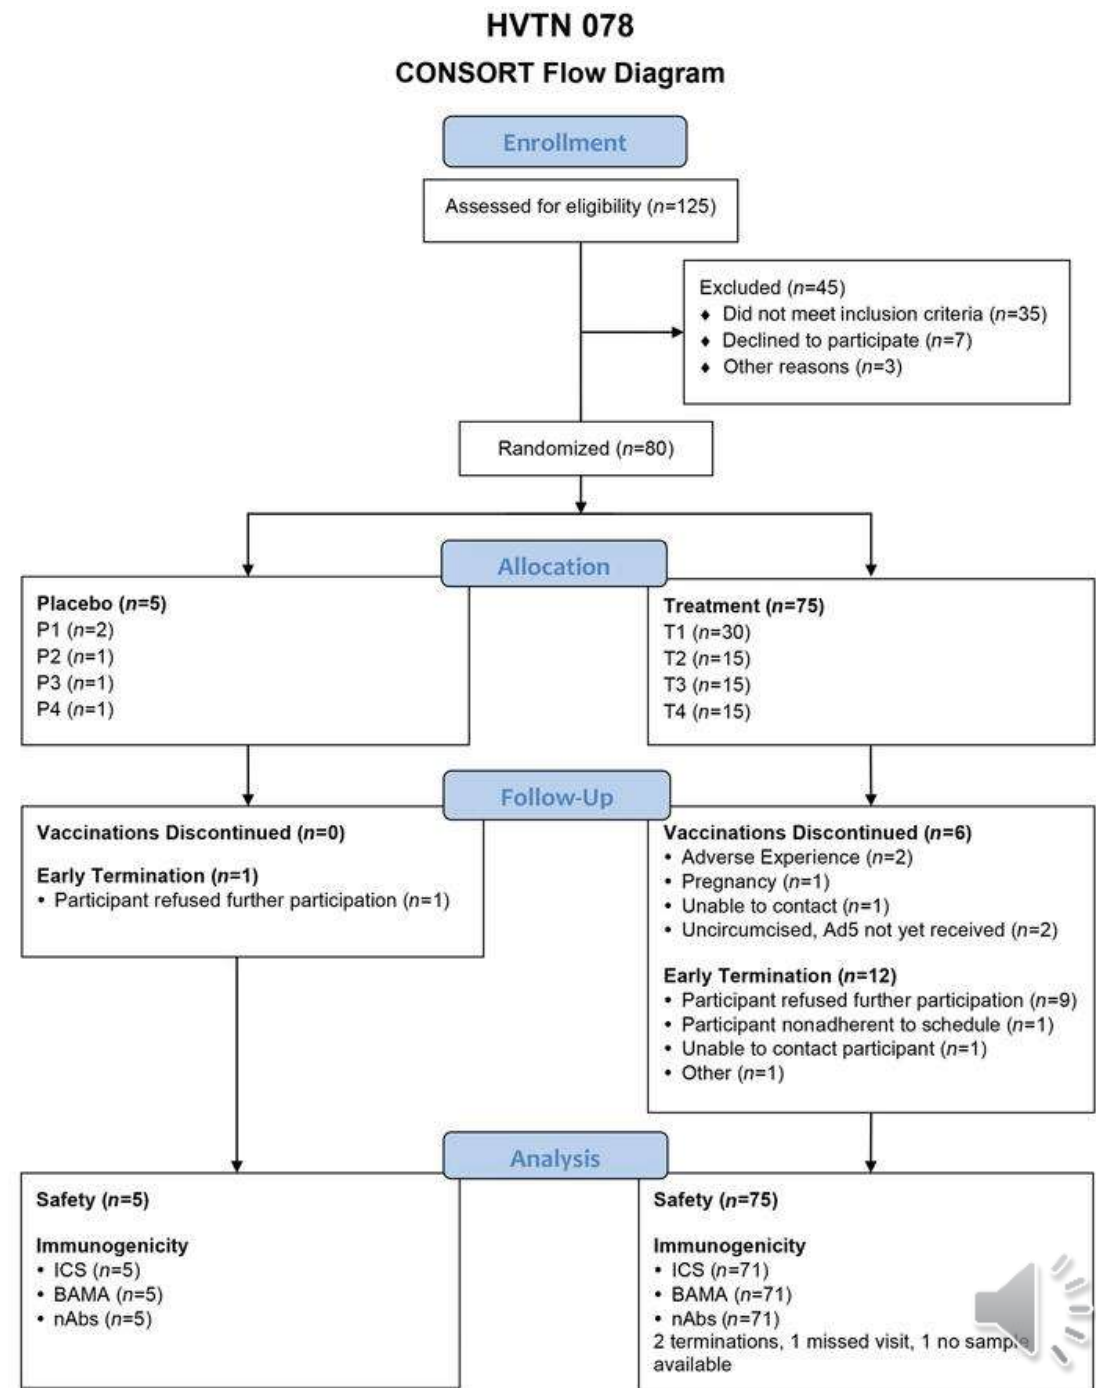 HVTN 078
CONSORT Flow Diagram
Enrollment
Assessed for eligibility (n=125)
Excluded (n=45)
♦ Did not meet inclusion criteria (n=35)
♦ Declined to participate (n=7)
♦ Other reasons (n=3)
Randomized (n=80)
Allocation
Placebo (n=5)
P1 (n=2)
P2 (n=1)
P3 (n=1)
P4 (n=1)
Treatment (n=75)
T1 (n=30)
T2 (n=15)
T3 (n=15)
T4 (n=15)
Follow-Up
Vaccinations Discontinued (n=0)
Early Termination (n=1)
• Participant refused further participation (n=1)
Vaccinations Discontinued (n=6)
• Adverse Experience (n=2)
• Pregnancy (n=1)
• Unable to contact (n=1)
• Uncircumcised, Ad5 not yet received (n=2)
Early Termination (n=12)
• Participant refused further participation (n=9)
• Participant nonadherent to schedule (n=1)
• Unable to contact participant (n=1)
• Other (n=1)
Analysis
Safety (n=5)
Immunogenicity
• ICS (n=5)
• BAMA (n=5)
• nAbs (n=5)
Safety (n=75)
Immunogenicity
• ICS (n=71)
• BAMA (n=71)
• nAbs (n=71)
2 terminations, 1 missed visit, 1 no sample
available